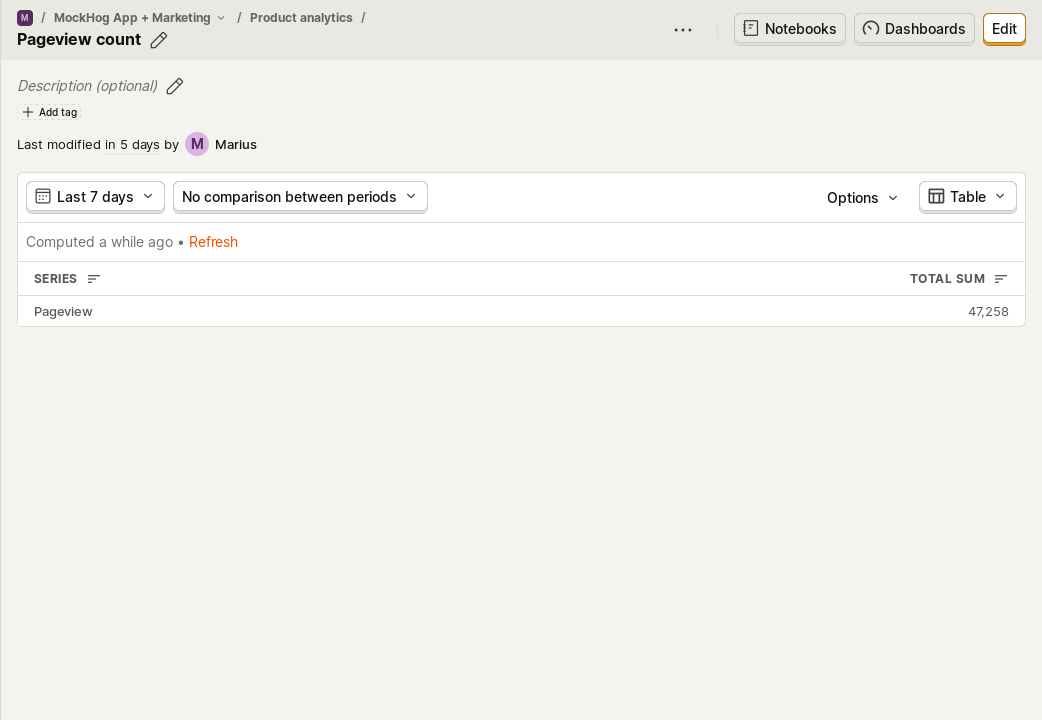 M / MockHog App + Marketing / Product analytics /
Pageview count
Notebooks
Dashboards
Edit
Description (optional)
Add tag
Last modified in 5 days by M Marius
Last 7 days
No comparison between periods
Options
Table
Computed a while ago • Refresh
SERIES
TOTAL SUM
Pageview
47,258